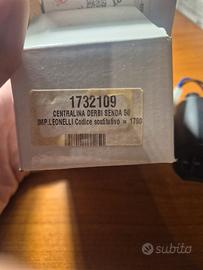 1732109
CENTRALINA DERBI SENDA 50
IMP.LEONELLI Codice sostitutivo = 1780
subito